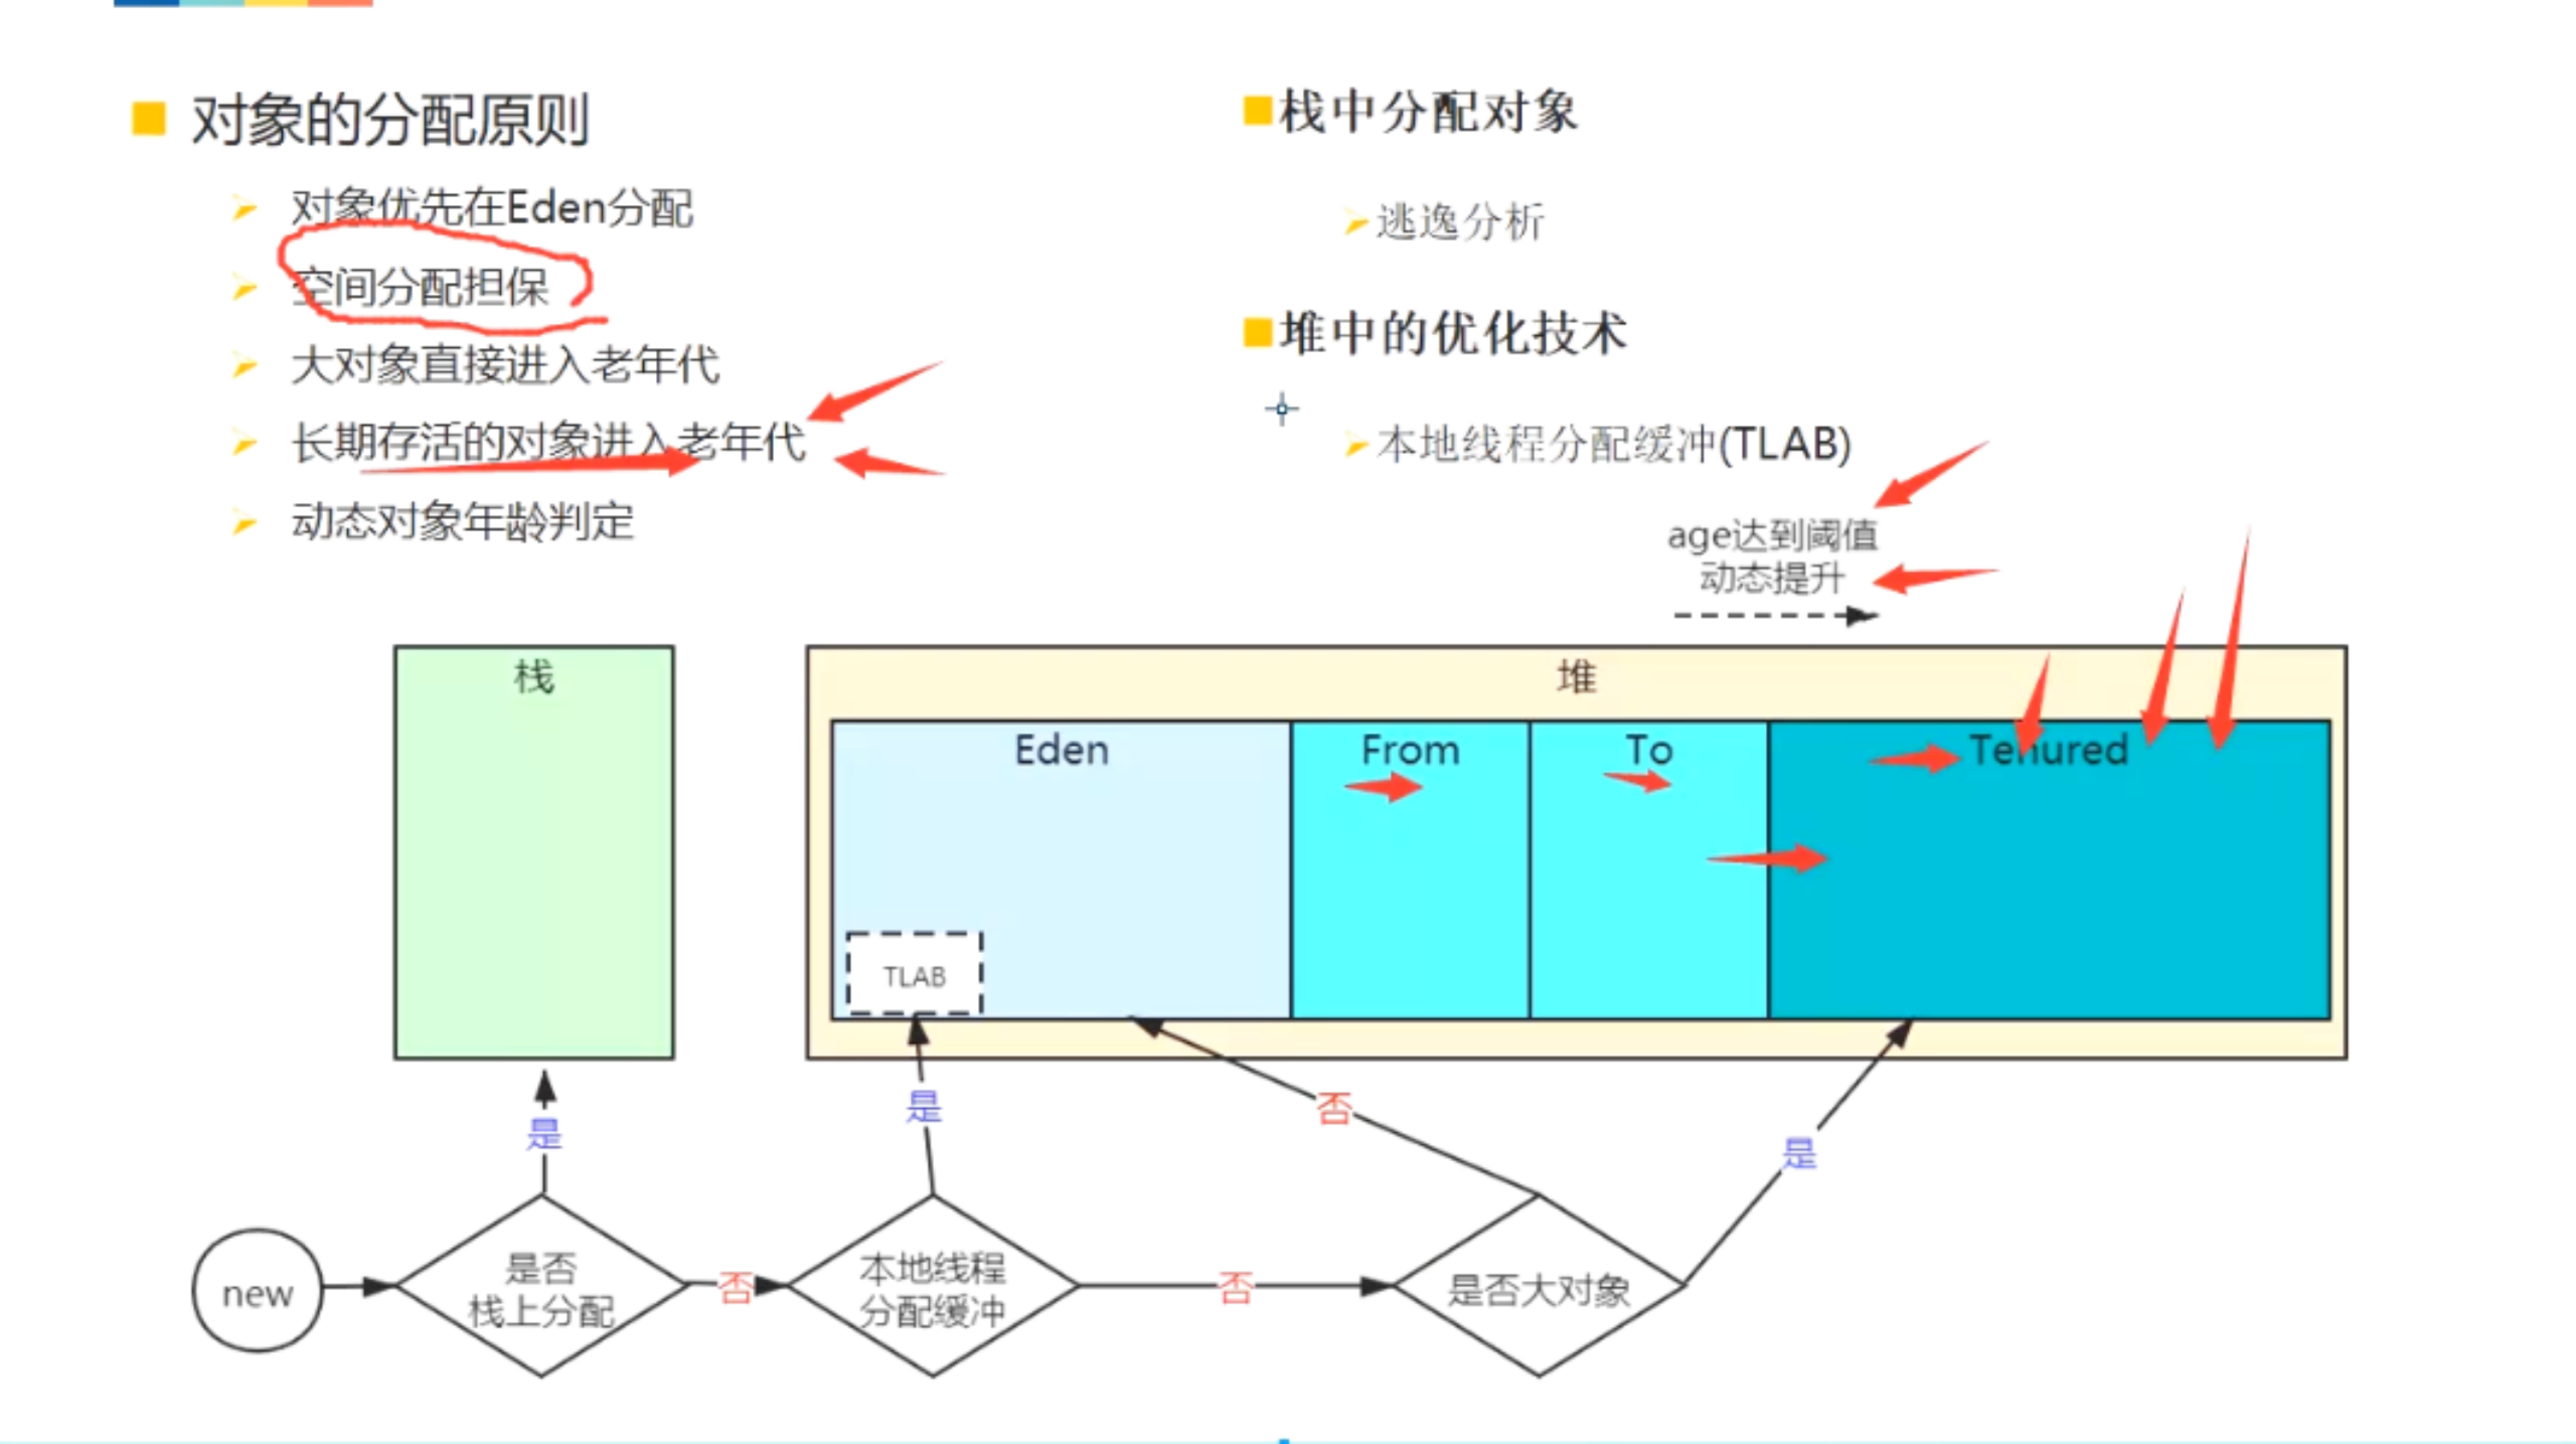 对象的分配原则
对象优先在Eden分配
空间分配担保
大对象直接进入老年代
长期存活的对象进入老年代
动态对象年龄判定
栈中分配对象
逃逸分析
堆中的优化技术
本地线程分配缓冲(TLAB)
age达到阈值
动态提升
栈
堆
Eden
From
To
Tenured
TLAB
是
是
否
是
new
是否
栈上分配
否
本地线程
分配缓冲
否
是否大对象